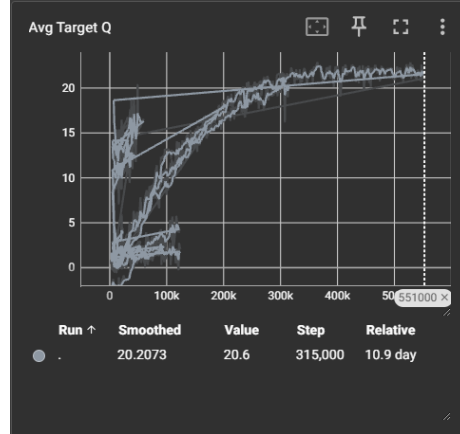 Avg Target Q
20
15
10
5
0
0 100k 200k 300k 400k 50
551000 ×
Run ↑ Smoothed Value Step Relative
. 20.2073 20.6 315,000 10.9 day